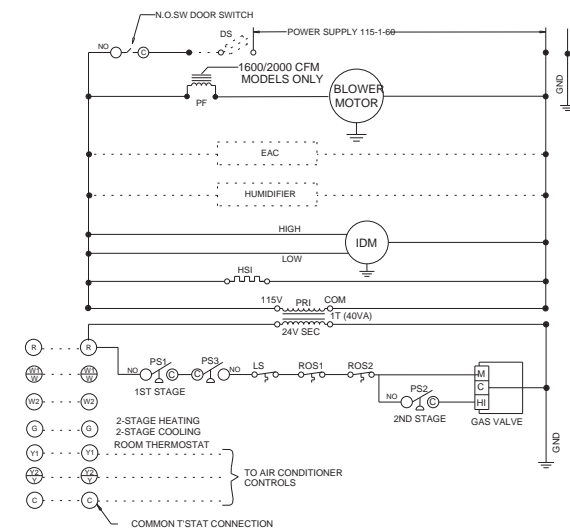 N.O.SW DOOR SWITCH
DS
POWER SUPPLY 115-1-60
NO
C
1600/2000 CFM
MODELS ONLY
PF
BLOWER
MOTOR
GND
EAC
HUMIDIFIER
HIGH
IDM
LOW
HSI
115V
PRI
COM
1T (40VA)
24V SEC
R
R
PS1
PS3
LS
ROS1
ROS2
NO
C
C
NO
1ST STAGE
M
C
HI
W1
W
W1
W
NO
PS2
C
2ND STAGE
GAS VALVE
W2
W2
G
G
2-STAGE HEATING
2-STAGE COOLING
ROOM THERMOSTAT
Y1
Y1
Y2
Y
Y2
Y
TO AIR CONDITIONER
CONTROLS
GND
C
C
COMMON T'STAT CONNECTION